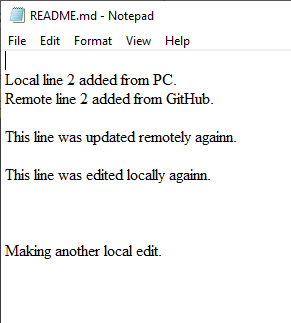 README.md - Notepad
File Edit Format View Help
Local line 2 added from PC.
Remote line 2 added from GitHub.
This line was updated remotely againn.
This line was edited locally againn.
Making another local edit.